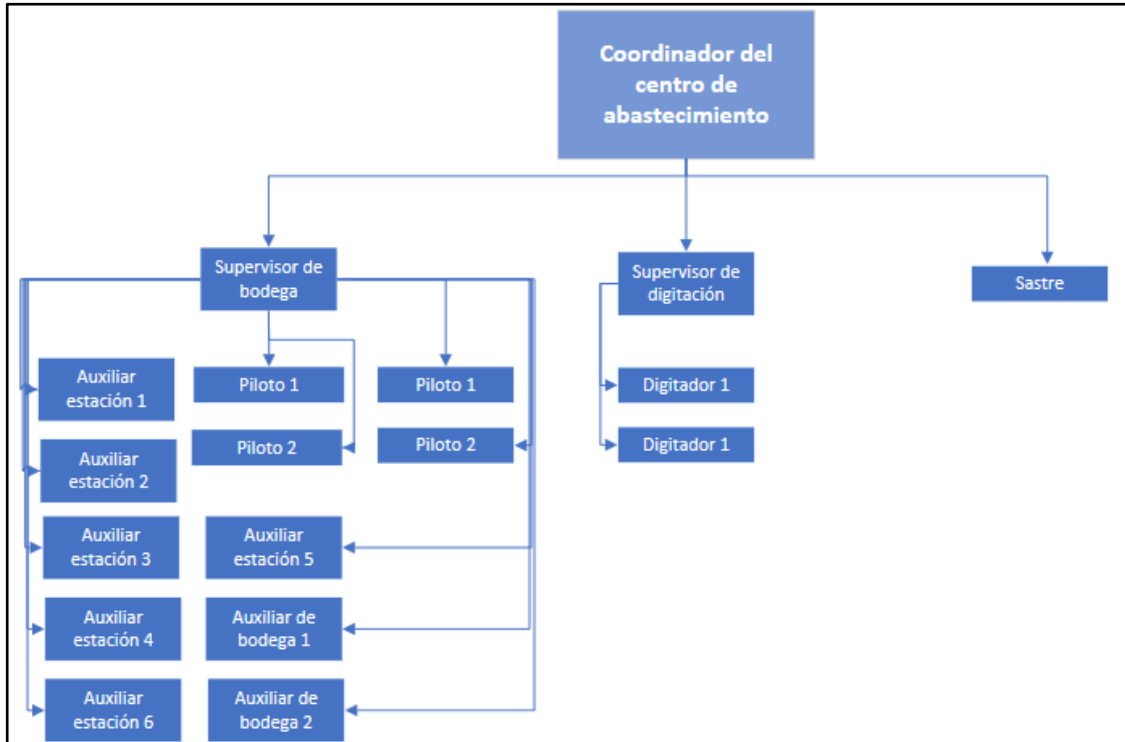 Coordinador del
centro de
abastecimiento
Supervisor de
bodega
Supervisor de
digitación
Sastre
Auxiliar
estación 1
Piloto 1
Piloto 1
Digitador 1
Auxiliar
estación 2
Piloto 2
Piloto 2
Digitador 1
Auxiliar
estación 3
Auxiliar
estación 5
Auxiliar
estación 4
Auxiliar de
bodega 1
Auxiliar
estación 6
Auxiliar de
bodega 2